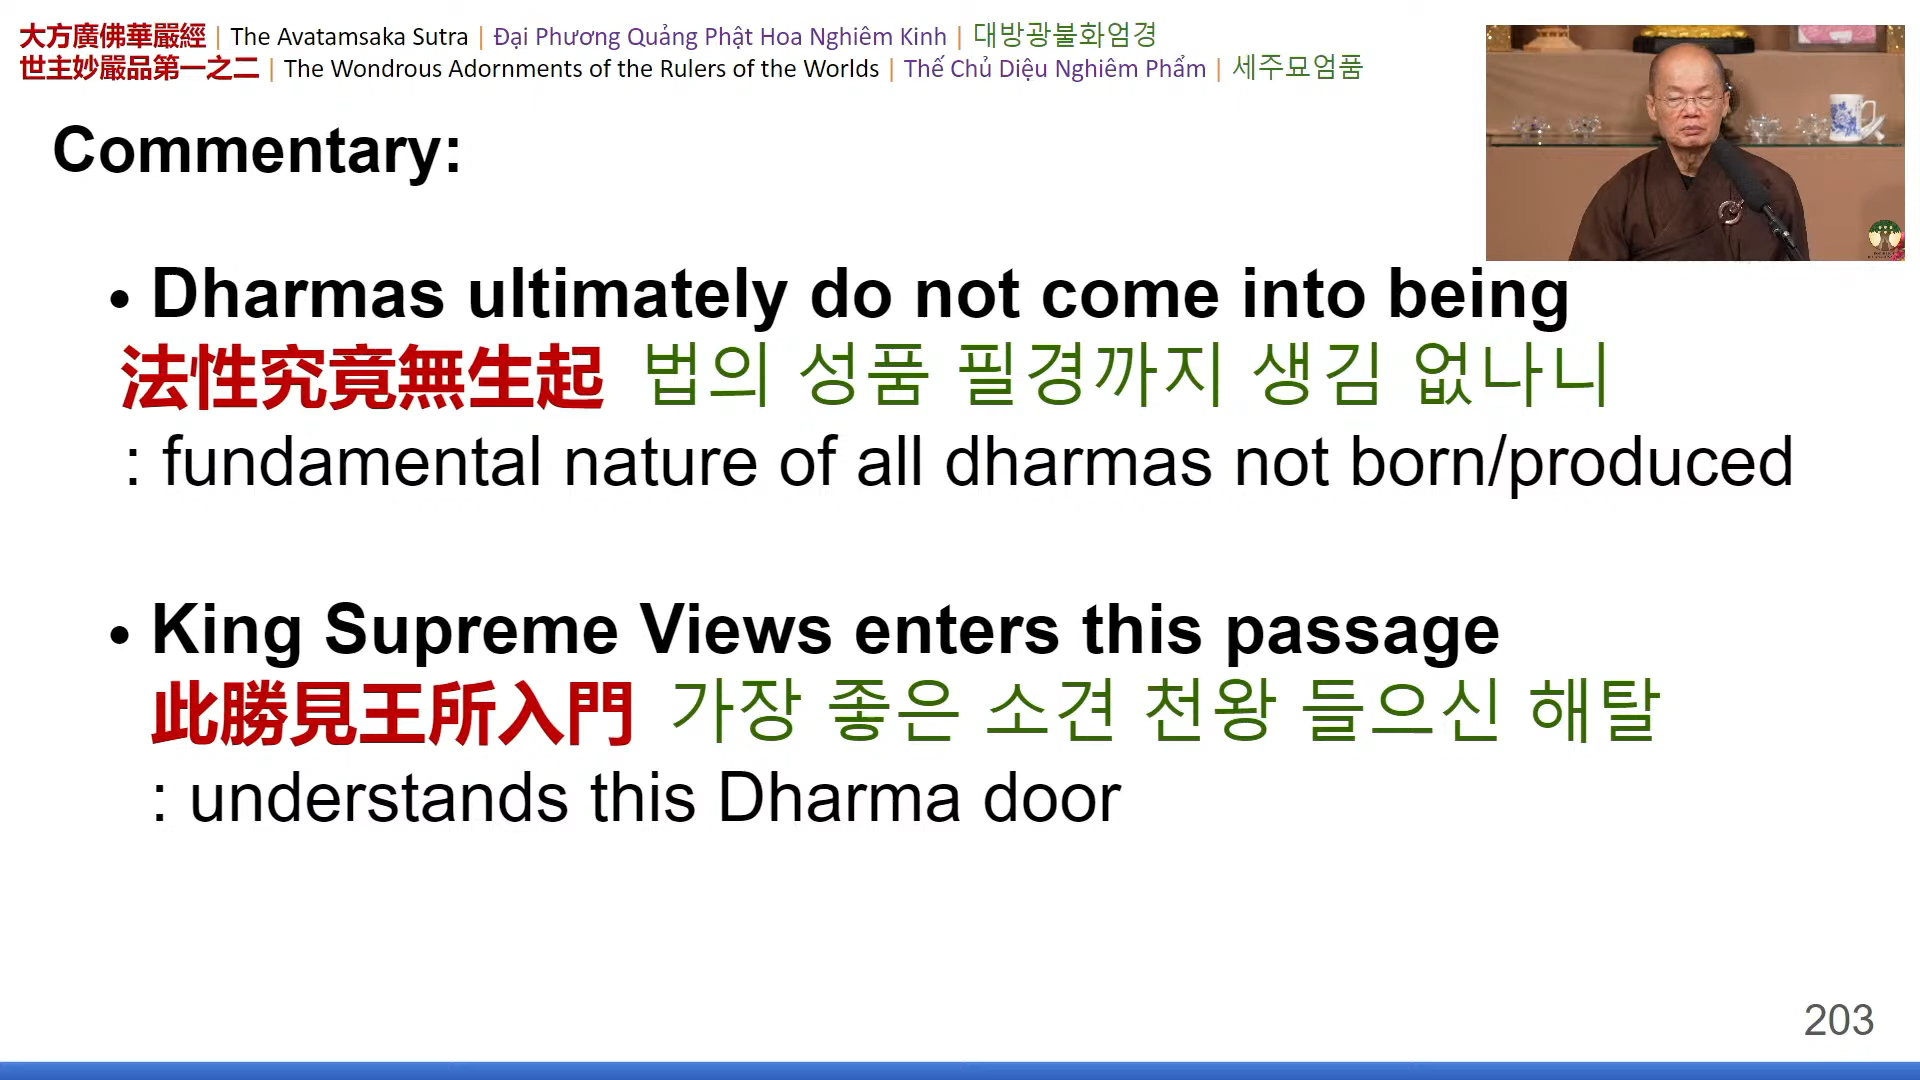 大方廣佛華嚴經 | The Avatamsaka Sutra | Đại Phương Quảng Phật Hoa Nghiêm Kinh | 대방광불화엄경
世主妙嚴品第一之二 | The Wondrous Adornments of the Rulers of the Worlds | Thế Chủ Diệu Nghiêm Phẩm | 세주묘엄품
Commentary:
• Dharmas ultimately do not come into being
法性究竟無生起 법의 성품 필경까지 생김 없나니
: fundamental nature of all dharmas not born/produced
• King Supreme Views enters this passage
此勝見王所入門 가장 좋은 소견 천왕 들으신 해탈
: understands this Dharma door
203